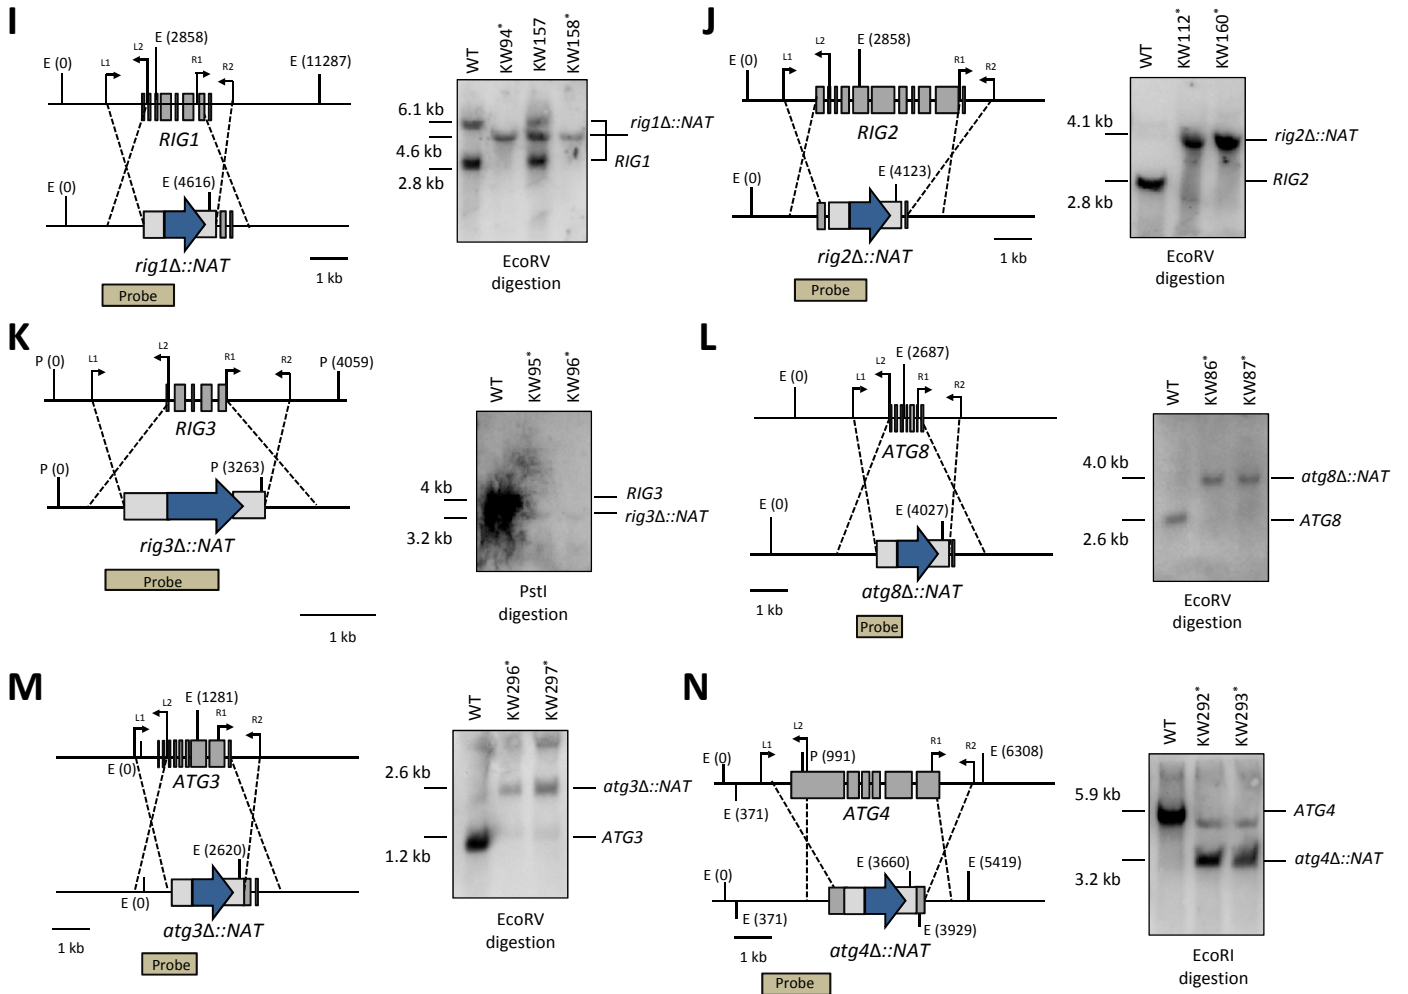 I
E (0)
L1
L2
E (2858)
R1
R2
E (11287)
RIG1
E (0)
E (4616)
rig1Δ::NAT
1 kb
Probe
WT
KW94*
KW157
KW158*
6.1 kb
4.6 kb
2.8 kb
rig1Δ::NAT
RIG1
EcoRV
digestion
J
E (0)
L1
L2
E (2858)
R1
R2
RIG2
E (0)
E (4123)
rig2Δ::NAT
1 kb
Probe
WT
KW112*
KW160*
4.1 kb
2.8 kb
rig2Δ::NAT
RIG2
EcoRV
digestion
K
P (0)
L1
L2
R1
R2
P (4059)
RIG3
P (0)
P (3263)
rig3Δ::NAT
Probe
1 kb
WT
KW95*
KW96*
4 kb
3.2 kb
RIG3
rig3Δ::NAT
PstI
digestion
L
E (0)
L1
L2
E (2687)
R1
R2
ATG8
E (0)
E (4027)
atg8Δ::NAT
1 kb
Probe
WT
KW86*
KW87*
4.0 kb
2.6 kb
atg8Δ::NAT
ATG8
EcoRV
digestion
M
L1
L2
E (1281)
R1
R2
E (0)
ATG3
E (2620)
E (0)
atg3Δ::NAT
1 kb
Probe
WT
KW296*
KW297*
2.6 kb
1.2 kb
atg3Δ::NAT
ATG3
EcoRV
digestion
N
E (0)
L1
L2
P (991)
R1
R2
E (6308)
E (371)
ATG4
E (0)
E (3660)
E (5419)
E (371)
E (3929)
atg4Δ::NAT
1 kb
Probe
WT
KW292*
KW293*
5.9 kb
3.2 kb
ATG4
atg4Δ::NAT
EcoRI
digestion